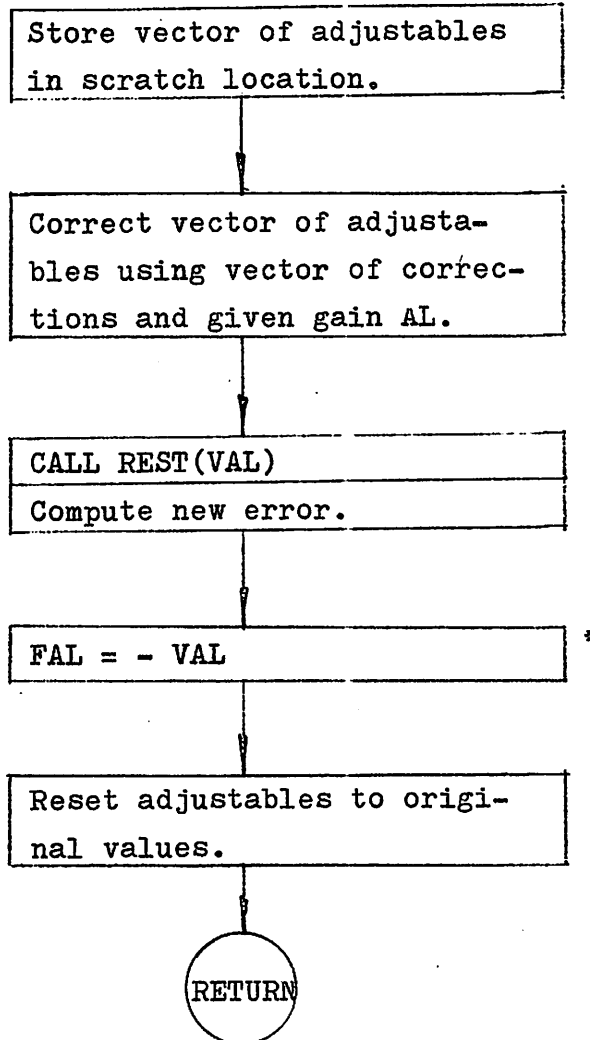 Store vector of adjustables
in scratch location.
Correct vector of adjusta-
bles using vector of correc-
tions and given gain AL.
CALL REST(VAL)
Compute new error.
FAL = - VAL
*
Reset adjustables to origi-
nal values.
RETURN